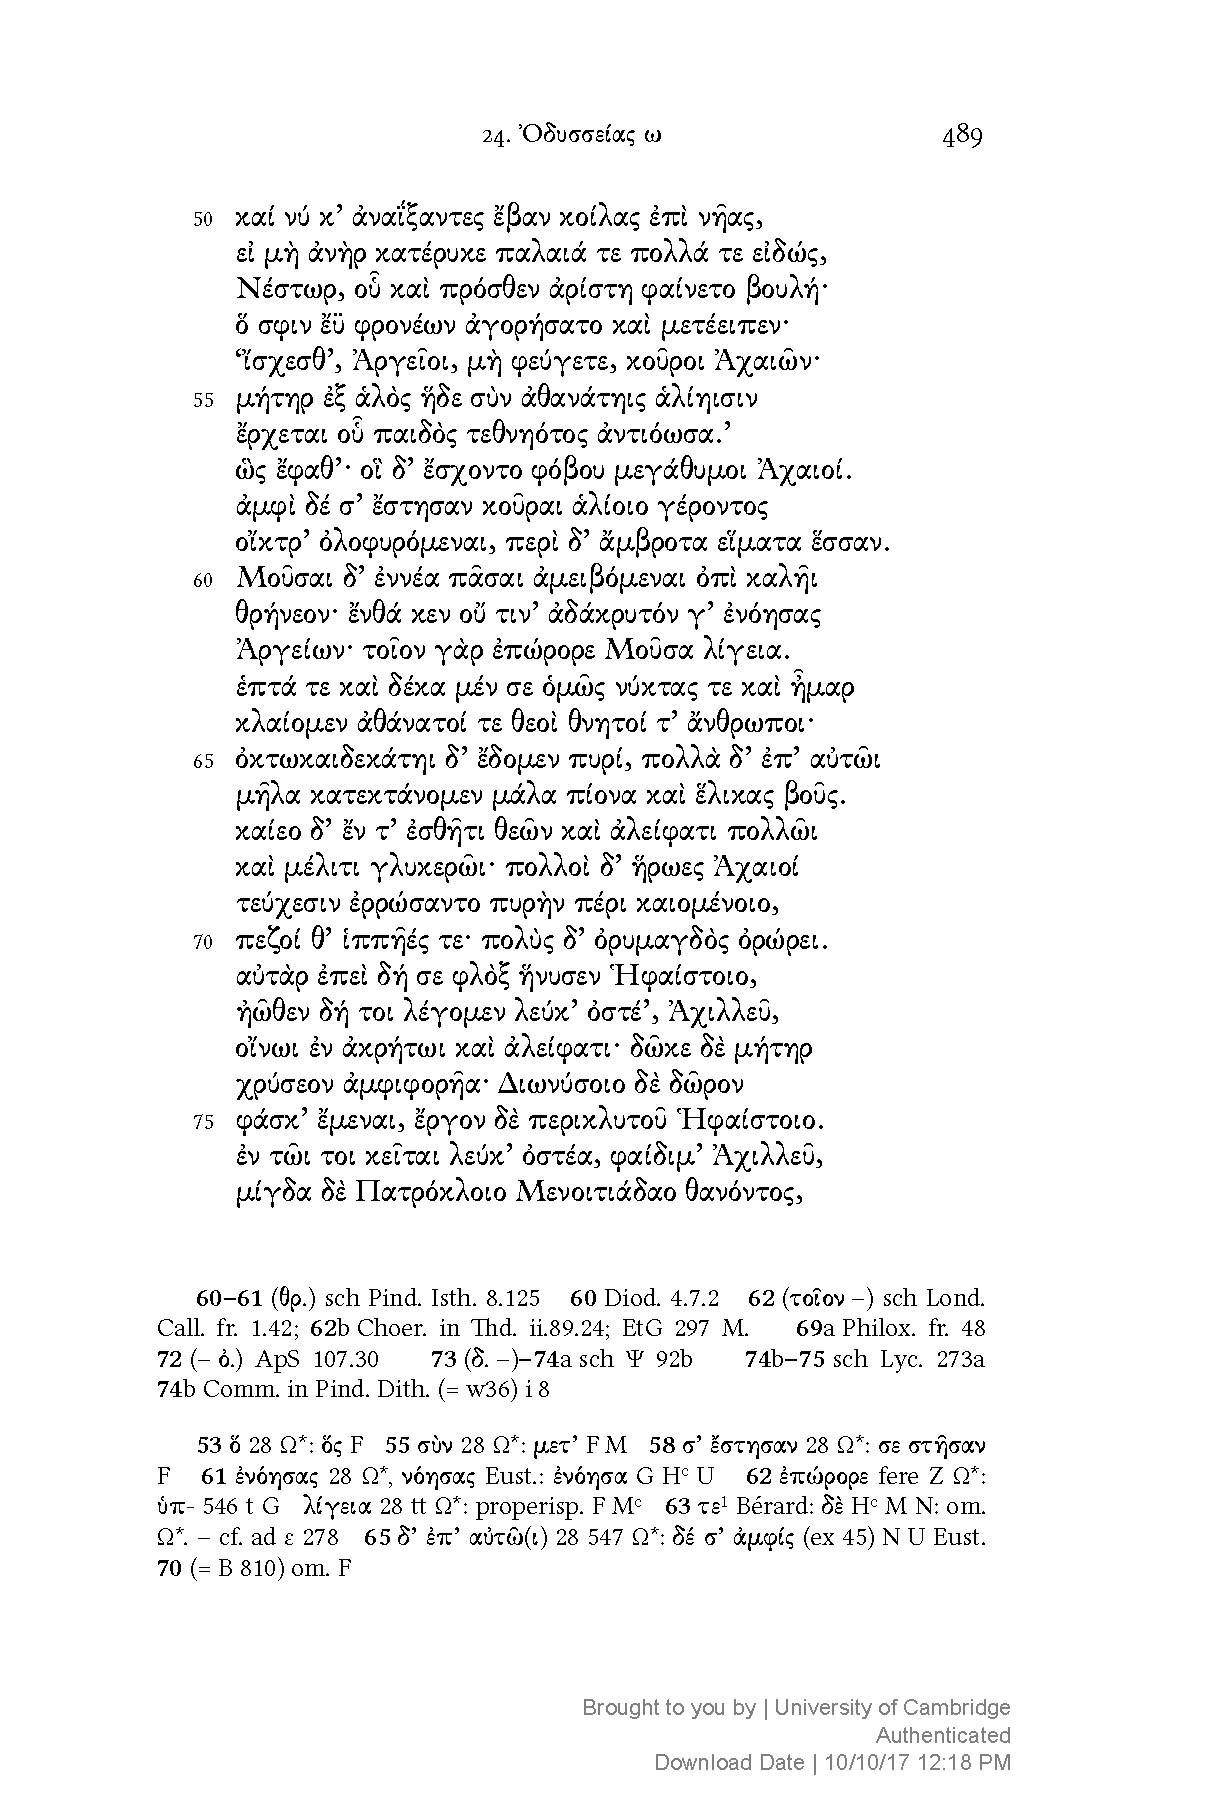 24. Ὀδυσσείας ω 489
50 καί νύ κ’ ἀναΐξαντες ἔβαν κοίλας ἐπὶ νῆας,
εἰ μὴ ἀνὴρ κατέρυκε παλαιά τε πολλά τε εἰδώς,
Νέστωρ, οὗ καὶ πρόσθεν ἀρίστη φαίνετο βουλή·
ὅ σφιν ἔϋ φρονέων ἀγορήσατο καὶ μετέειπεν·
‘ἴσχεσθ’, Ἀργεῖοι, μὴ φεύγετε, κοῦροι Ἀχαιῶν·
55 μήτηρ ἐξ ἁλὸς ἥδε σὺν ἀθανάτηις ἁλίηισιν
ἔρχεται οὗ παιδὸς τεθνηότος ἀντιόωσα.’
ὣς ἔφαθ’· οἳ δ’ ἔσχοντο φόβου μεγάθυμοι Ἀχαιοί.
ἀμφὶ δέ σ’ ἔστησαν κοῦραι ἁλίοιο γέροντος
οἴκτρ’ ὀλοφυρόμεναι, περὶ δ’ ἄμβροτα εἵματα ἕσσαν.
60 Μοῦσαι δ’ ἐννέα πᾶσαι ἀμειβόμεναι ὀπὶ καλῆι
θρήνεον· ἔνθά κεν οὔ τιν’ ἀδάκρυτόν γ’ ἐνόησας
Ἀργείων· τοῖον γὰρ ἐπώρορε Μοῦσα λίγεια.
ἑπτά τε καὶ δέκα μέν σε ὁμῶς νύκτας τε καὶ ἦμαρ
κλαίομεν ἀθάνατοί τε θεοὶ θνητοί τ’ ἄνθρωποι·
65 ὀκτωκαιδεκάτηι δ’ ἔδομεν πυρί, πολλὰ δ’ ἐπ’ αὐτῶι
μῆλα κατεκτάνομεν μάλα πίονα καὶ ἕλικας βοῦς.
καίεο δ’ ἔν τ’ ἐσθῆτι θεῶν καὶ ἀλείφατι πολλῶι
καὶ μέλιτι γλυκερῶι· πολλοὶ δ’ ἥρωες Ἀχαιοί
τεύχεσιν ἐρρώσαντο πυρὴν πέρι καιομένοιο,
70 πεζοί θ’ ἱππῆές τε· πολὺς δ’ ὀρυμαγδὸς ὀρώρει.
αὐτὰρ ἐπεὶ δή σε φλὸξ ἥνυσεν Ἡφαίστοιο,
ἠῶθεν δή τοι λέγομεν λεύκ’ ὀστέ’, Ἀχιλλεῦ,
οἴνωι ἐν ἀκρήτωι καὶ ἀλείφατι· δῶκε δὲ μήτηρ
χρύσεον ἀμφιφορῆα· Διωνύσοιο δὲ δῶρον
75 φάσκ’ ἔμεναι, ἔργον δὲ περικλυτοῦ Ἡφαίστοιο.
ἐν τῶι τοι κεῖται λεύκ’ ὀστέα, φαίδιμ’ Ἀχιλλεῦ,
μίγδα δὲ Πατρόκλοιο Μενοιτιάδαο θανόντος,
60–61 (θρ.) sch Pind. Isth. 8.125 60 Diod. 4.7.2 62 (τοῖον –) sch Lond.
Call. fr. 1.42; 62b Choer. in Thd. ii.89.24; EtG 297 M. 69a Philox. fr. 48
72 (– ὀ.) ApS 107.30 73 (δ. –)–74a sch Ψ 92b 74b–75 sch Lyc. 273a
74b Comm. in Pind. Dith. (= w36) i 8
53 ὅ 28 Ω*: ὅς F 55 σὺν 28 Ω*: μετ’ F M 58 σ’ ἔστησαν 28 Ω*: σε στῆσαν
F 61 ἐνόησας 28 Ω*, νόησας Eust.: ἐνόησα G Hᶜ U 62 ἐπώρορε fere Z Ω*:
ὑπ- 546 t G λίγεια 28 tt Ω*: properisp. F Mᶜ 63 τε¹ Bérard: δὲ Hᶜ M N: om.
Ω*. – cf. ad ε 278 65 δ’ ἐπ’ αὐτῶ(ι) 28 547 Ω*: δέ σ’ ἀμφίς (ex 45) N U Eust.
70 (= Β 810) om. F
Brought to you by | University of Cambridge
Authenticated
Download Date | 10/10/17 12:18 PM